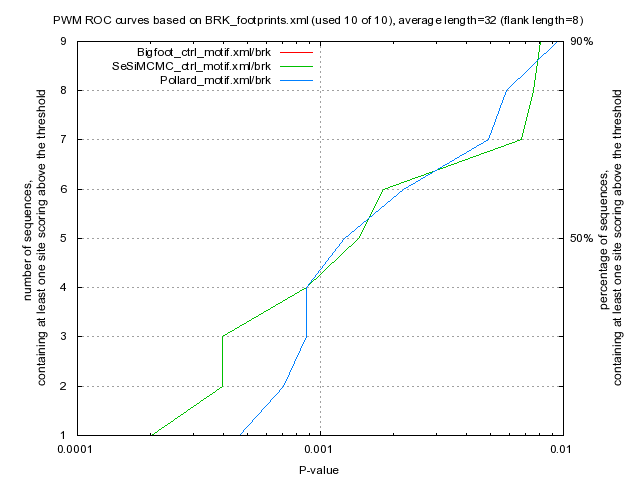 PWM ROC curves based on BRK_footprints.xml (used 10 of 10), average length=32 (flank length=8)
Bigfoot_ctrl_motif.xml/brk
SeSiMCMC_ctrl_motif.xml/brk
Pollard_motif.xml/brk
9
8
7
6
5
4
3
2
1
90%
50%
0.0001
0.001
0.01
P-value
number of sequences,
containing at least one site scoring above the threshold
percentage of sequences,
containing at least one site scoring above the threshold